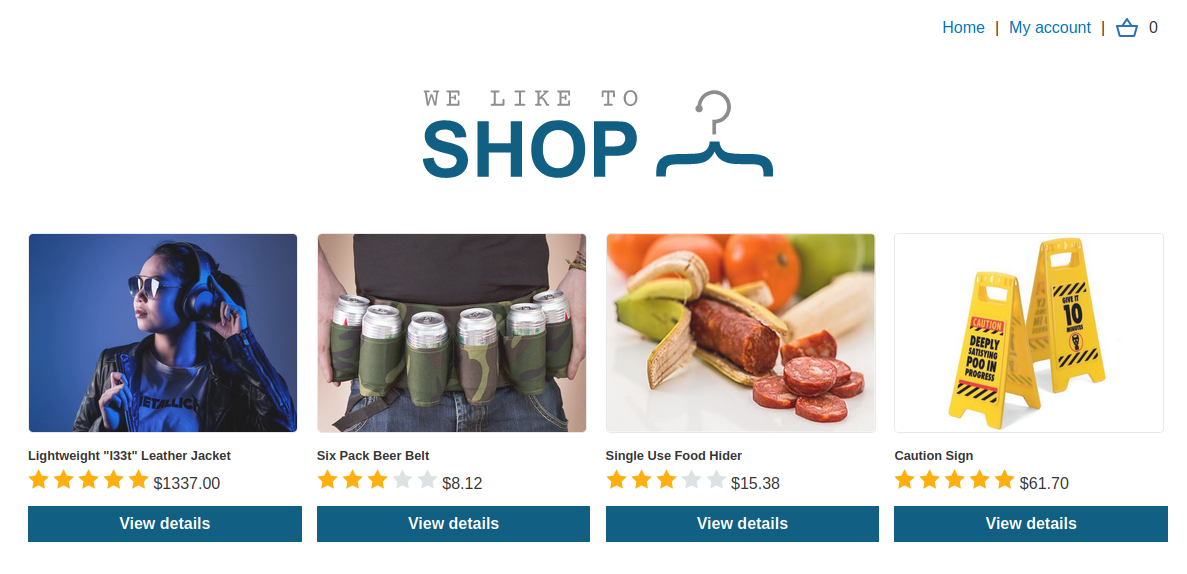 Home | My account | 0
WE LIKE TO
SHOP
METALLICA
GIVE IT
10
MINUTES
CAUTION
DEEPLY
SATISFYING
POO IN
PROGRESS
Lightweight "l33t" Leather Jacket
Six Pack Beer Belt
Single Use Food Hider
Caution Sign
$1337.00
$8.12
$15.38
$61.70
View details
View details
View details
View details